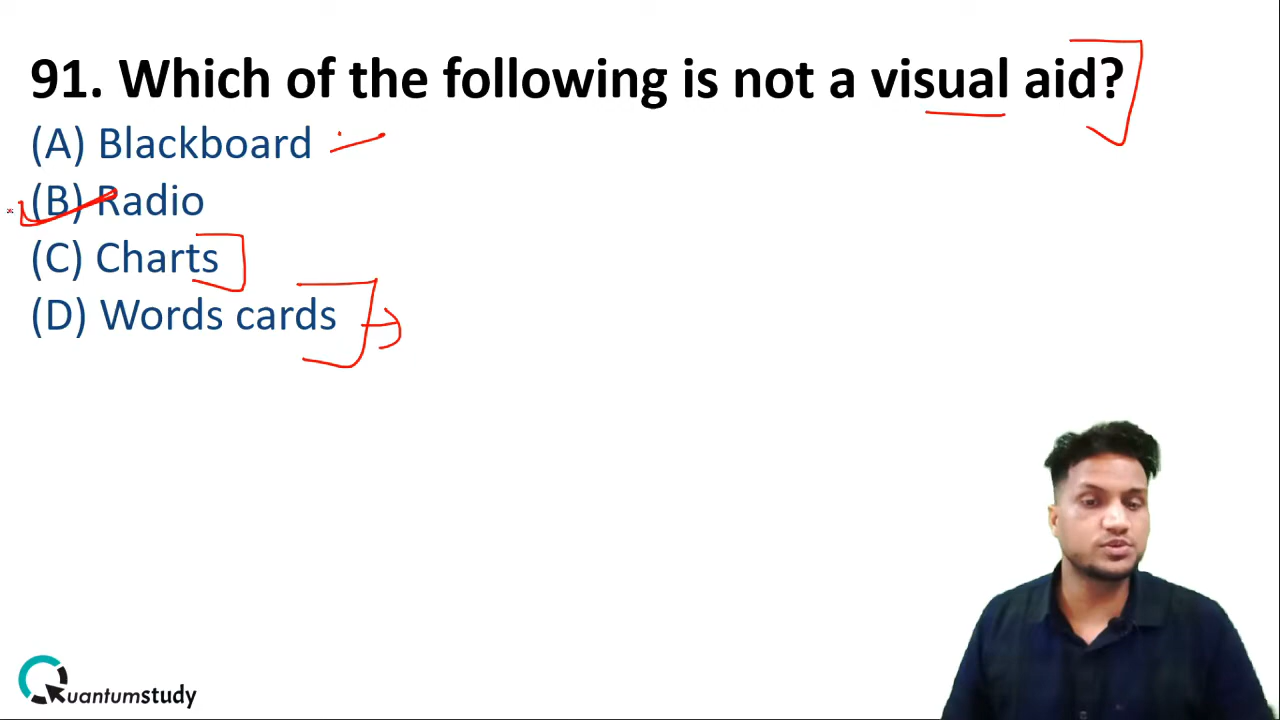 91. Which of the following is not a visual aid?
(A) Blackboard
(B) Radio
(C) Charts
(D) Words cards
Quantumstudy